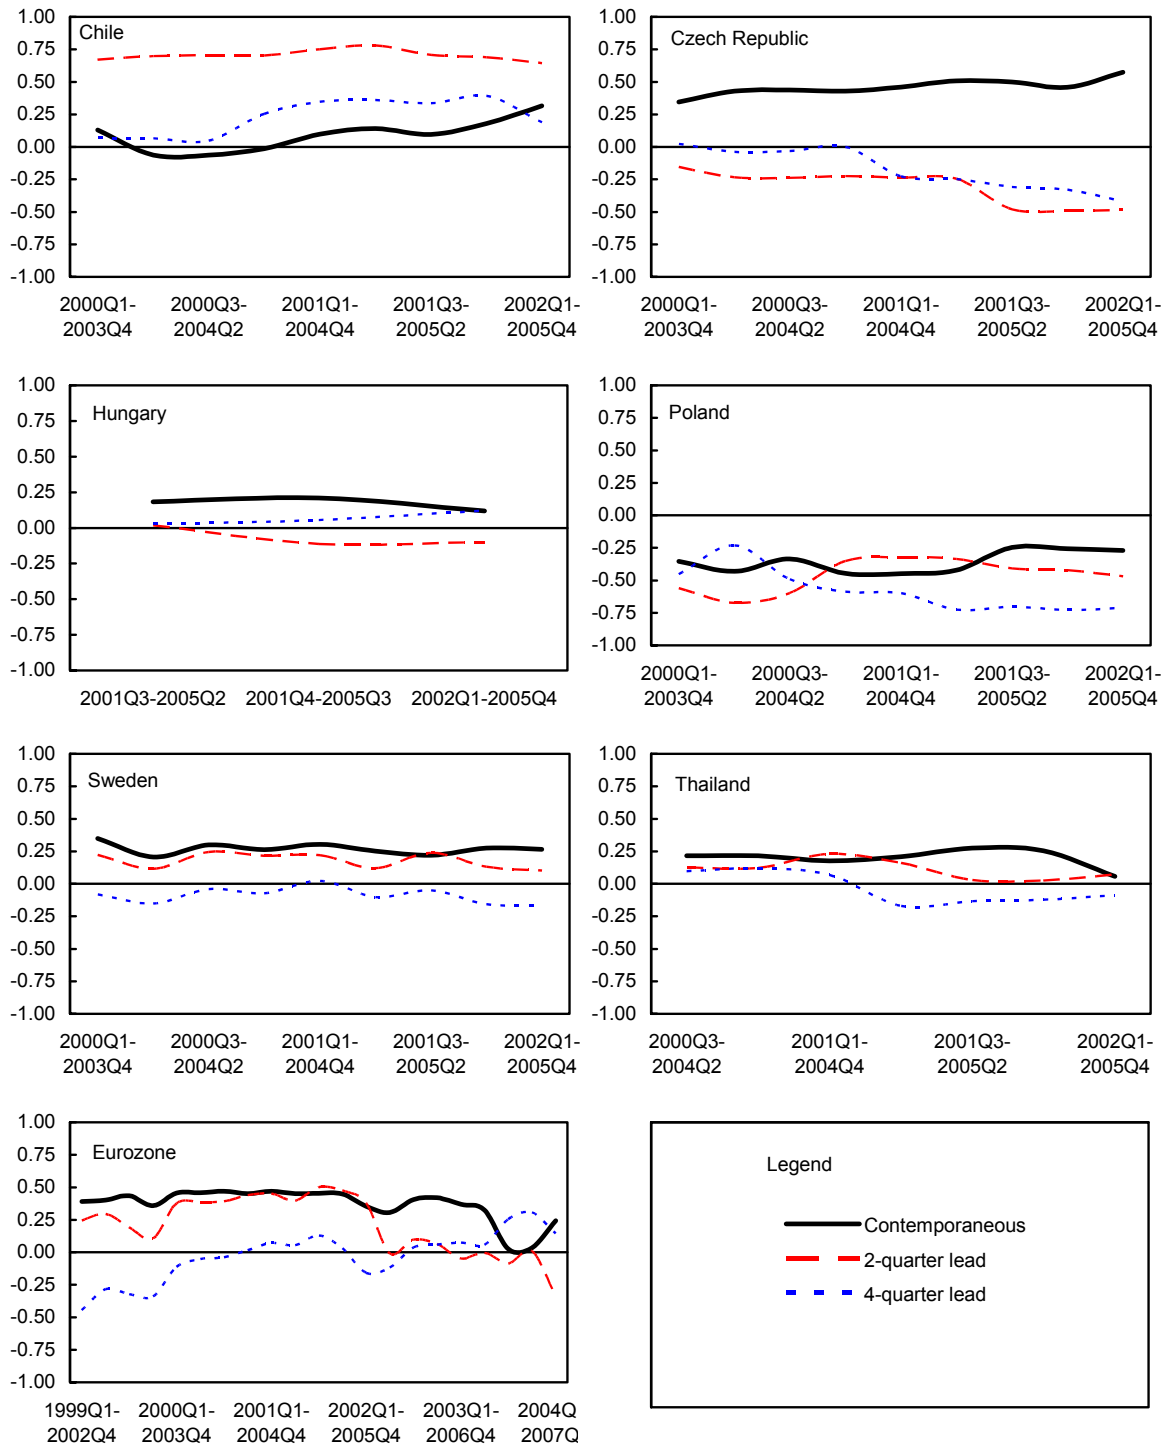 Chile
1.00
0.75
0.50
0.25
0.00
-0.25
-0.50
-0.75
-1.00
2000Q1- 2000Q3- 2001Q1- 2001Q3- 2002Q1-
2003Q4 2004Q2 2004Q4 2005Q2 2005Q4
Czech Republic
1.00
0.75
0.50
0.25
0.00
-0.25
-0.50
-0.75
-1.00
2000Q1- 2000Q3- 2001Q1- 2001Q3- 2002Q1-
2003Q4 2004Q2 2004Q4 2005Q2 2005Q4
Hungary
1.00
0.75
0.50
0.25
0.00
-0.25
-0.50
-0.75
-1.00
2001Q3-2005Q2 2001Q4-2005Q3 2002Q1-2005Q4
Poland
1.00
0.75
0.50
0.25
0.00
-0.25
-0.50
-0.75
-1.00
2000Q1- 2000Q3- 2001Q1- 2001Q3- 2002Q1-
2003Q4 2004Q2 2004Q4 2005Q2 2005Q4
Sweden
1.00
0.75
0.50
0.25
0.00
-0.25
-0.50
-0.75
-1.00
2000Q1- 2000Q3- 2001Q1- 2001Q3- 2002Q1-
2003Q4 2004Q2 2004Q4 2005Q2 2005Q4
Thailand
1.00
0.75
0.50
0.25
0.00
-0.25
-0.50
-0.75
-1.00
2000Q3- 2001Q1- 2001Q3- 2002Q1-
2004Q2 2004Q4 2005Q2 2005Q4
Eurozone
1.00
0.75
0.50
0.25
0.00
-0.25
-0.50
-0.75
-1.00
1999Q1- 2000Q1- 2001Q1- 2002Q1- 2003Q1- 2004Q
2002Q4 2003Q4 2004Q4 2005Q4 2006Q4 2007Q
Legend
Contemporaneous
2-quarter lead
4-quarter lead